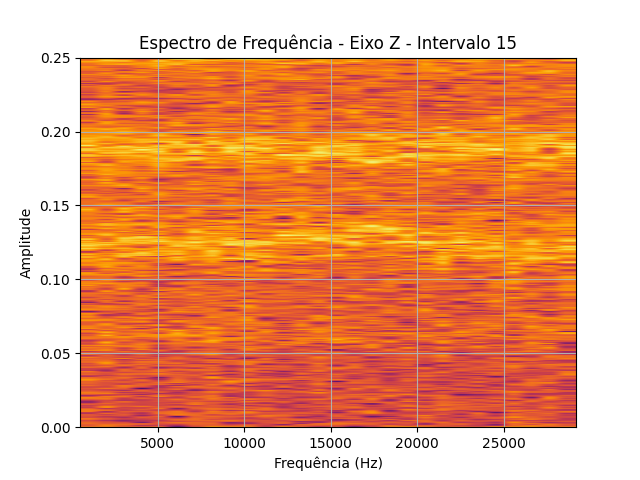 Espectro de Frequência - Eixo Z - Intervalo 15
0.25
0.20
0.15
0.10
0.05
0.00
Amplitude
5000 10000 15000 20000 25000
Frequência (Hz)